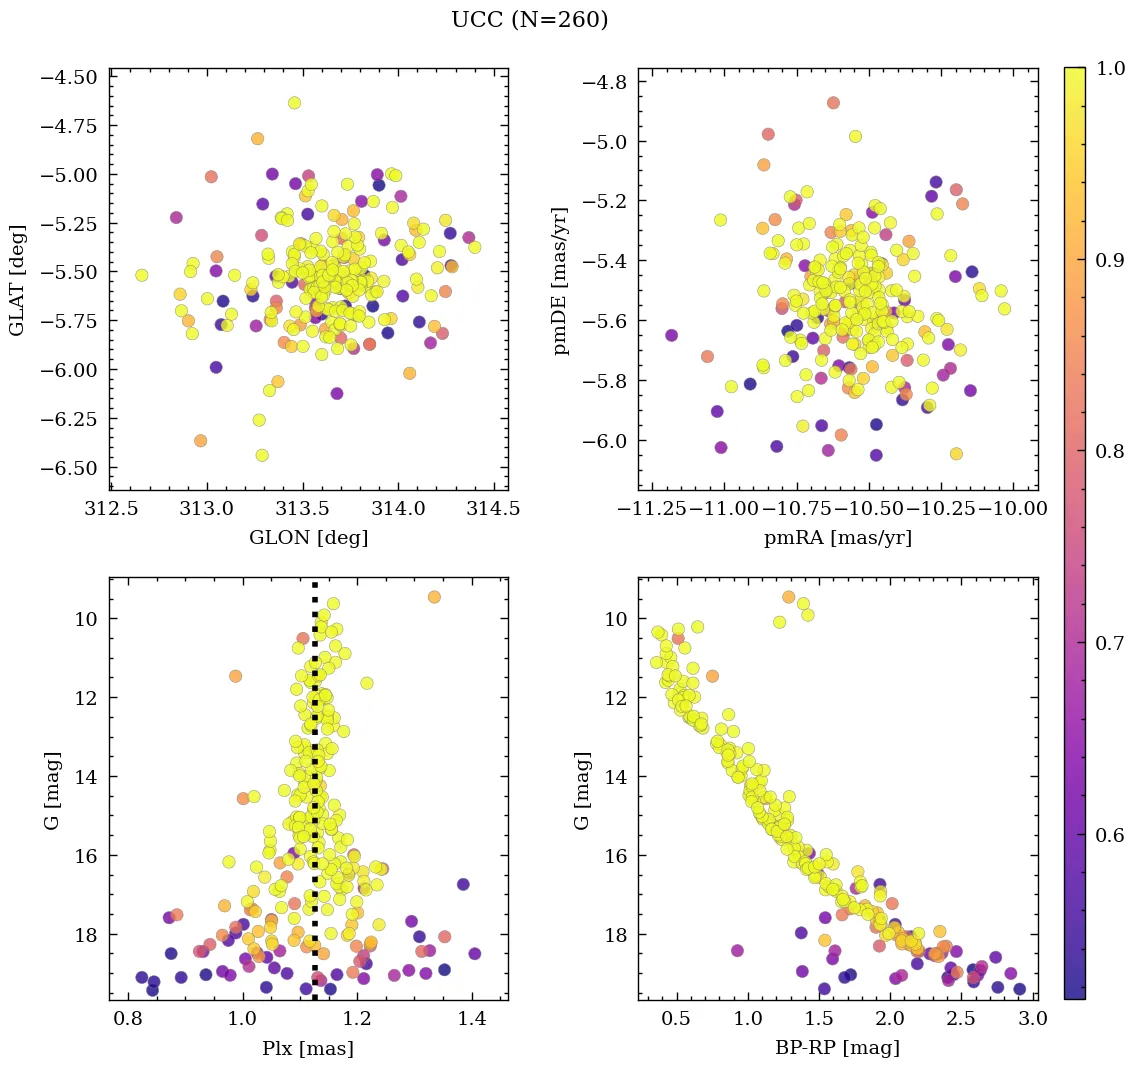 UCC (N=260)
−4.50
−4.75
−5.00
−5.25
−5.50
−5.75
−6.00
−6.25
−6.50
312.5 313.0 313.5 314.0 314.5
GLON [deg]
GLAT [deg]
−4.8
−5.0
−5.2
−5.4
−5.6
−5.8
−6.0
−11.25 −11.00 −10.75 −10.50 −10.25 −10.00
pmRA [mas/yr]
pmDE [mas/yr]
1.0
0.9
0.8
0.7
0.6
10
12
14
16
18
0.8 1.0 1.2 1.4
Plx [mas]
G [mag]
10
12
14
16
18
0.5 1.0 1.5 2.0 2.5 3.0
BP-RP [mag]
G [mag]